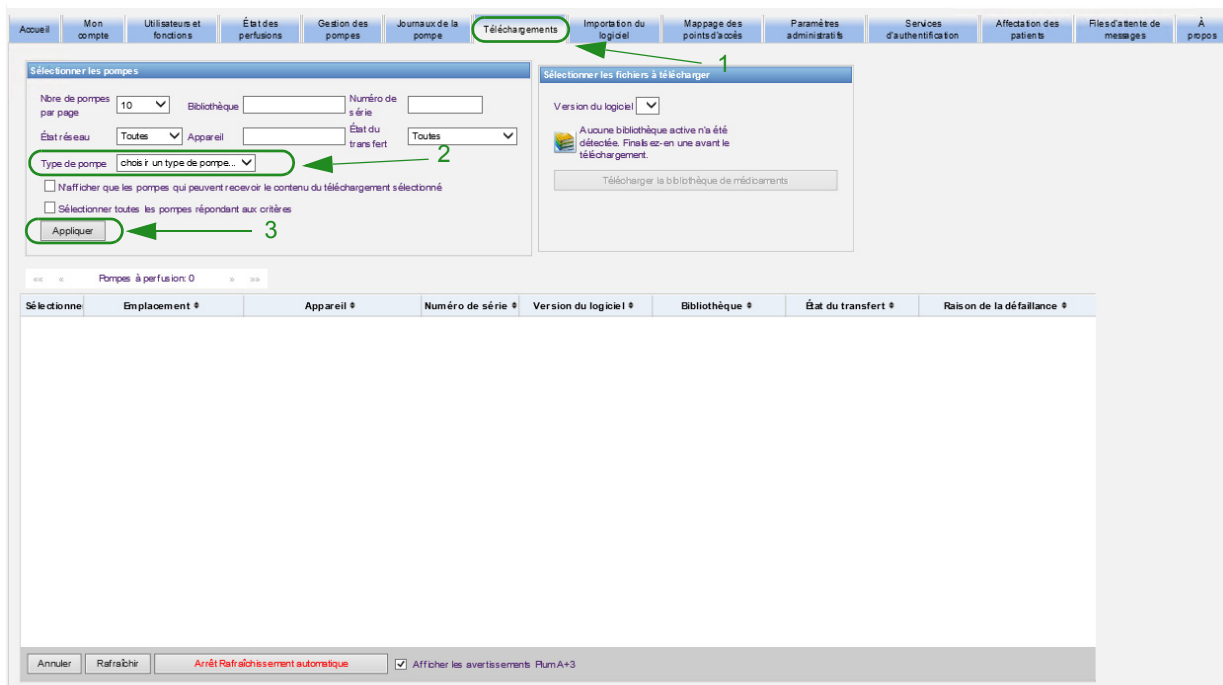 Accueil
Mon compte
Utilisateurs et fonctions
État des perfusions
Gestion des pompes
Journaux de la pompe
Téléchargements
Importation du logiciel
Mappage des points d'accès
Paramètres administratifs
Services d'authentification
Affectation des patients
Files d'attente de messages
À propos
1
Sélectionner les pompes
Nbre de pompes par page
10
Bibliothèque
Numéro de série
État réseau
Toutes
Appareil
État du transfert
Toutes
Type de pompe
choisir un type de pompe...
2
N'afficher que les pompes qui peuvent recevoir le contenu du téléchargement sélectionné
Sélectionner toutes les pompes répondant aux critères
Appliquer
3
Sélectionner les fichiers à télécharger
Version du logiciel
Aucune bibliothèque active n'a été
détectée. Finalisez-en une avant le
téléchargement.
Télécharger la bibliothèque de médicaments
«« « Pompes à perfusion: 0 » »»
Sélectionne Emplacement Appareil Numéro de série Version du logiciel Bibliothèque État du transfert Raison de la défaillance
Annuler Rafraîchir Arrêt Rafraîchissement automatique Afficher les avertissements Plum A+3